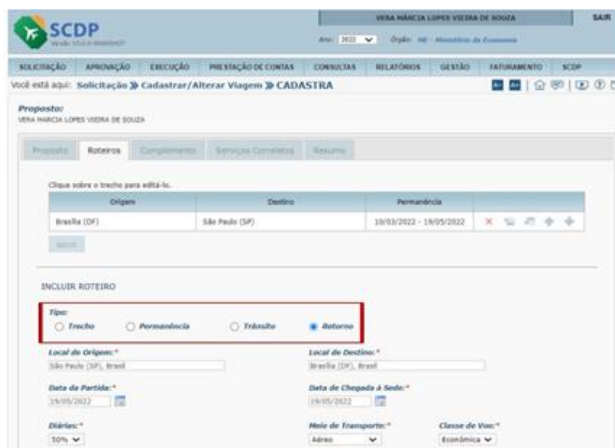 VERA MÁRCIA LOPES VIEIRA DE SOUZA
SAIR
SCDP
Ano: 2022
Órgão: ME - Ministério da Economia
SOLICITAÇÃO APROVAÇÃO EXECUÇÃO PRESTAÇÃO DE CONTAS CONSULTAS RELATÓRIOS GESTÃO FATURAMENTO SCDP
Você está aqui: Solicitação Cadastrar/Alterar Viagem CADASTRA
A- A+
Proposto:
VERA MARCIA LOPES VIEIRA DE SOUZA
Proposto Roteiros Complemento Serviços Correlatos Resumo
Clique sobre o trecho para editá-lo.
Origem Destino Permanência
Brasília (DF) São Paulo (SP) 10/03/2022 - 19/05/2022
INCLUIR ROTEIRO
Tipo:
Trecho Permanência Trânsito Retorno
Local de Origem:* Local de Destino:*
São Paulo (SP), Brasil Brasília (DF), Brasil
Data da Partida:* Data de Chegada à Sede:*
19/05/2022 19/05/2022
Diárias:* Meio de Transporte:* Classe de Voo:*
50% Aéreo Econômica